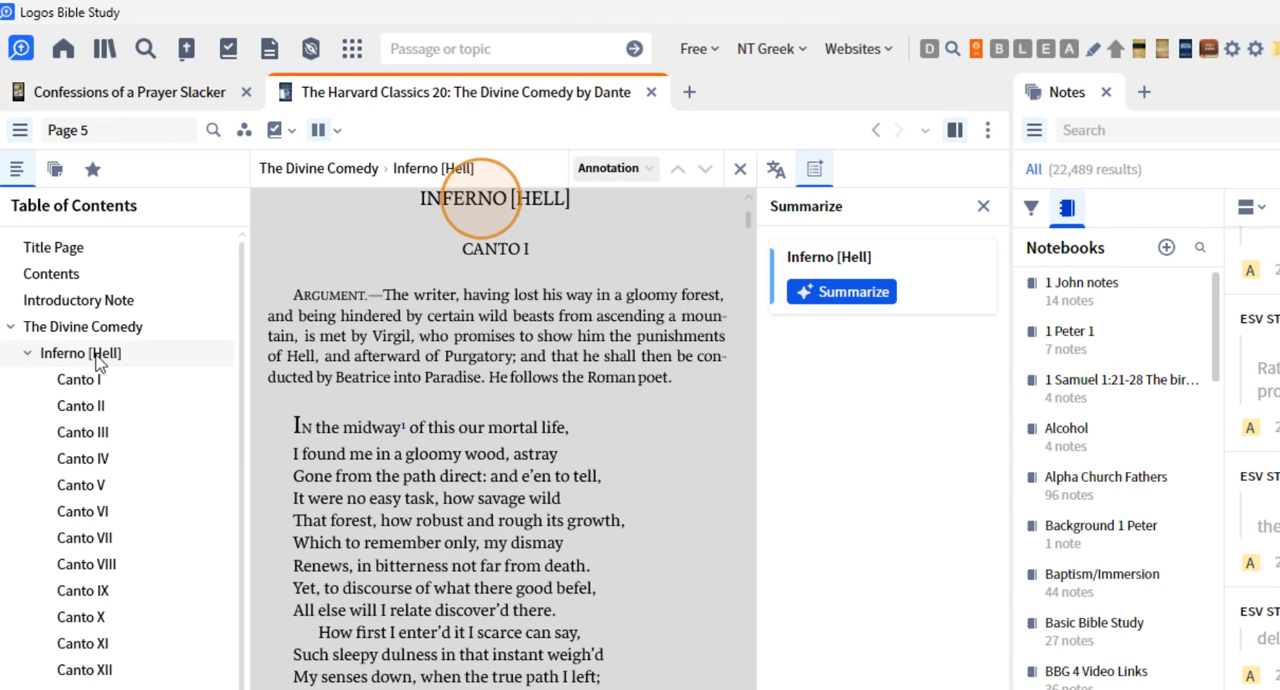 Logos Bible Study
Passage or topic
Free
NT Greek
Websites
D
B
L
E
A
Confessions of a Prayer Slacker
The Harvard Classics 20: The Divine Comedy by Dante
Notes
Page 5
Search
The Divine Comedy › Inferno [Hell]
Annotation
All (22,489 results)
Table of Contents
Title Page
Contents
Introductory Note
The Divine Comedy
Inferno [Hell]
Canto I
Canto II
Canto III
Canto IV
Canto V
Canto VI
Canto VII
Canto VIII
Canto IX
Canto X
Canto XI
Canto XII
INFERNO [HELL]
CANTO I
ARGUMENT.—The writer, having lost his way in a gloomy forest,
and being hindered by certain wild beasts from ascending a moun-
tain, is met by Virgil, who promises to show him the punishments
of Hell, and afterward of Purgatory; and that he shall then be con-
ducted by Beatrice into Paradise. He follows the Roman poet.
IN the midway¹ of this our mortal life,
I found me in a gloomy wood, astray
Gone from the path direct: and e’en to tell,
It were no easy task, how savage wild
That forest, how robust and rough its growth,
Which to remember only, my dismay
Renews, in bitterness not far from death.
Yet, to discourse of what there good befel,
All else will I relate discover’d there.
How first I enter’d it I scarce can say,
Such sleepy dulness in that instant weigh’d
My senses down, when the true path I left;
Summarize
Inferno [Hell]
Summarize
Notebooks
1 John notes
14 notes
1 Peter 1
7 notes
1 Samuel 1:21-28 The bir...
4 notes
Alcohol
4 notes
Alpha Church Fathers
96 notes
Background 1 Peter
1 note
Baptism/Immersion
44 notes
Basic Bible Study
27 notes
BBG 4 Video Links
A
ESV ST
Rat
pro
A
ESV ST
the
A
ESV ST
del
A